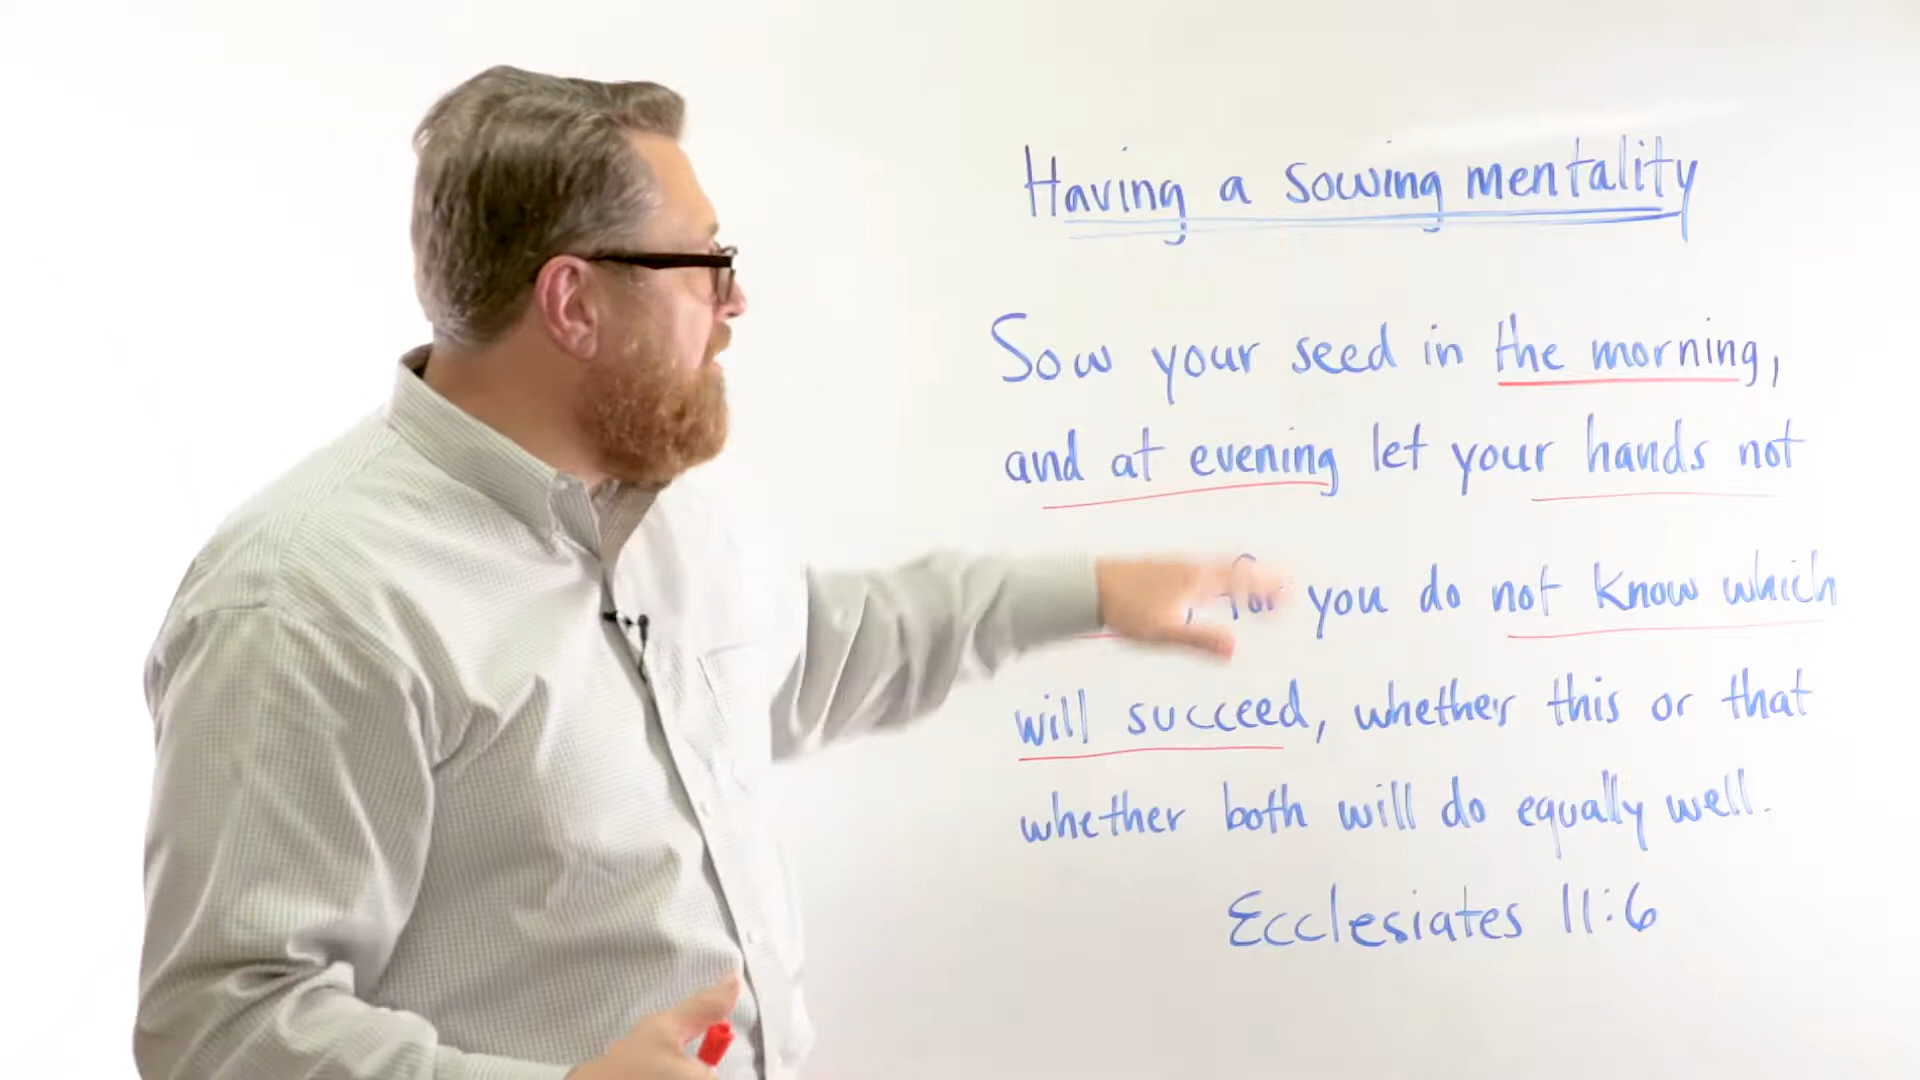 Having a sowing mentality
Sow your seed in the morning,
and at evening let your hands not
, for you do not know which
will succeed, whether this or that
whether both will do equally well.
Ecclesiates 11:6